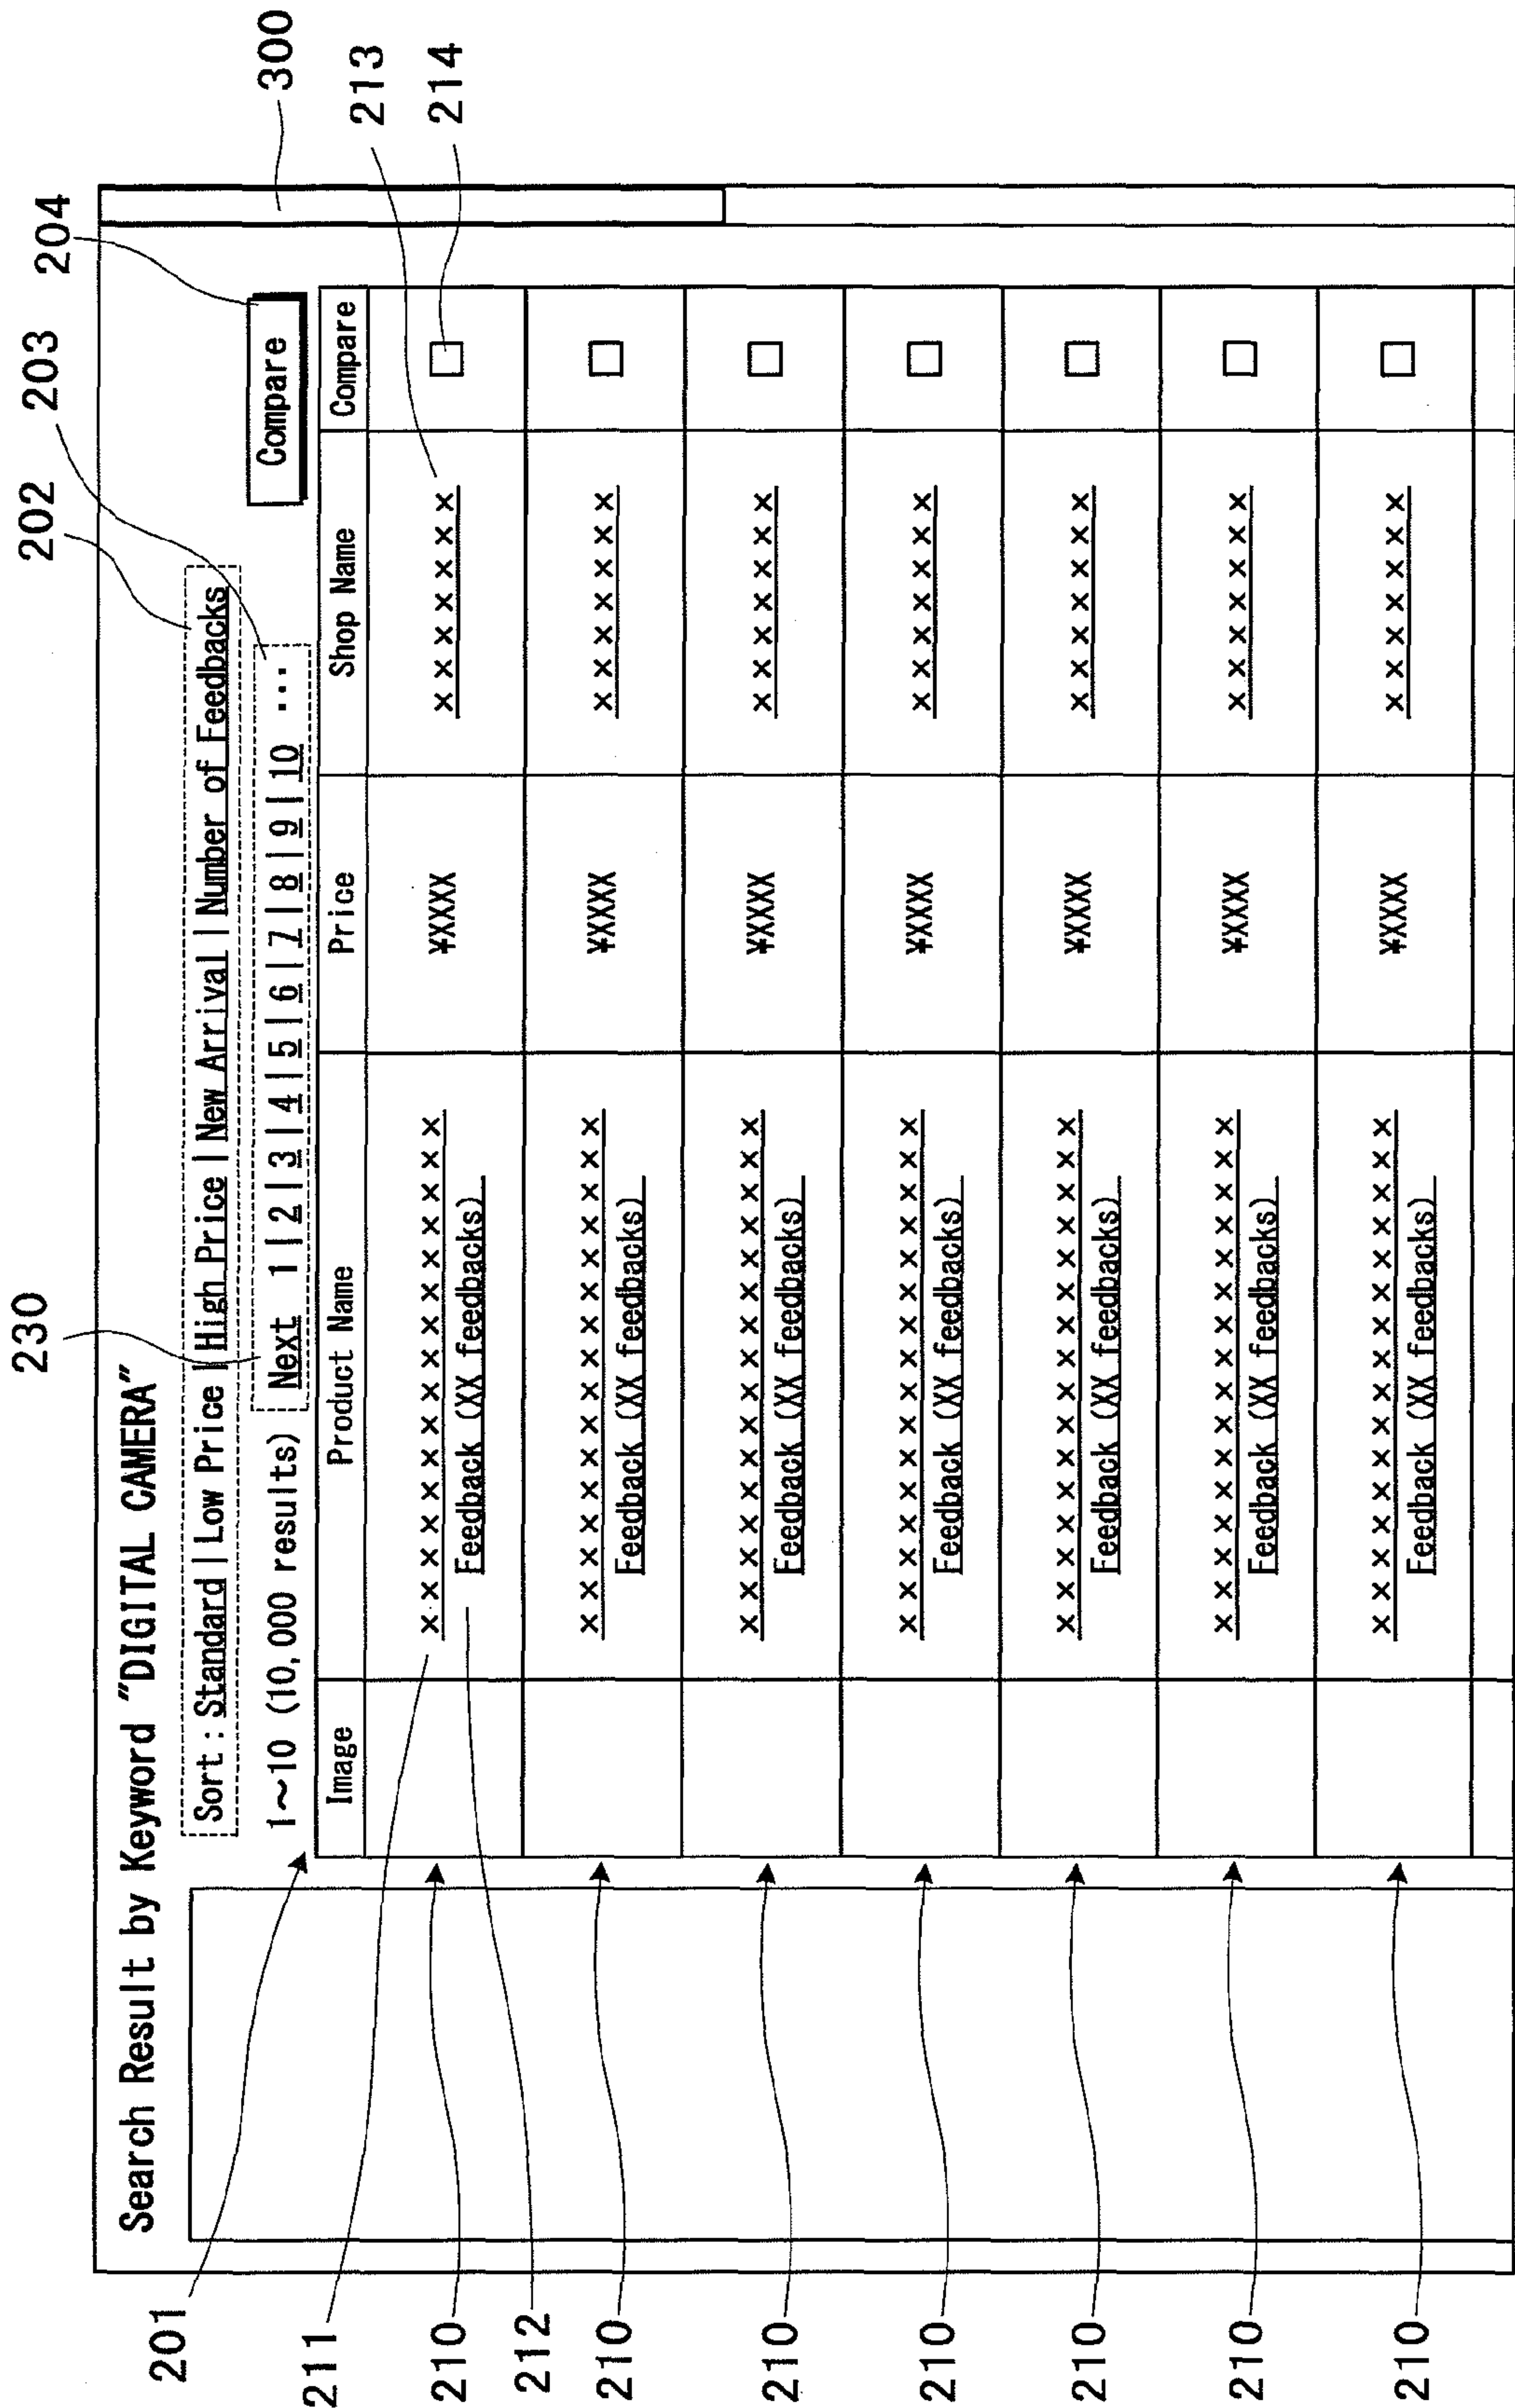 230 202 203 204
Search Result by Keyword "DIGITAL CAMERA"
300
Sort : Standard | Low Price | High Price | New Arrival | Number of Feedbacks
1～10 (10,000 results) Next 1 | 2 | 3 | 4 | 5 | 6 | 7 | 8 | 9 | 10 ... Compare
201
Image Product Name Price Shop Name Compare
213
211 ×××××××××××××××× ¥XXXX ×××××××
214
210 Feedback (XX feedbacks)
212
210 ×××××××××××××××× ¥XXXX ×××××××
Feedback (XX feedbacks)
210 ×××××××××××××××× ¥XXXX ×××××××
Feedback (XX feedbacks)
210 ×××××××××××××××× ¥XXXX ×××××××
Feedback (XX feedbacks)
210 ×××××××××××××××× ¥XXXX ×××××××
Feedback (XX feedbacks)
210 ×××××××××××××××× ¥XXXX ×××××××
Feedback (XX feedbacks)
210 ×××××××××××××××× ¥XXXX ×××××××
Feedback (XX feedbacks)